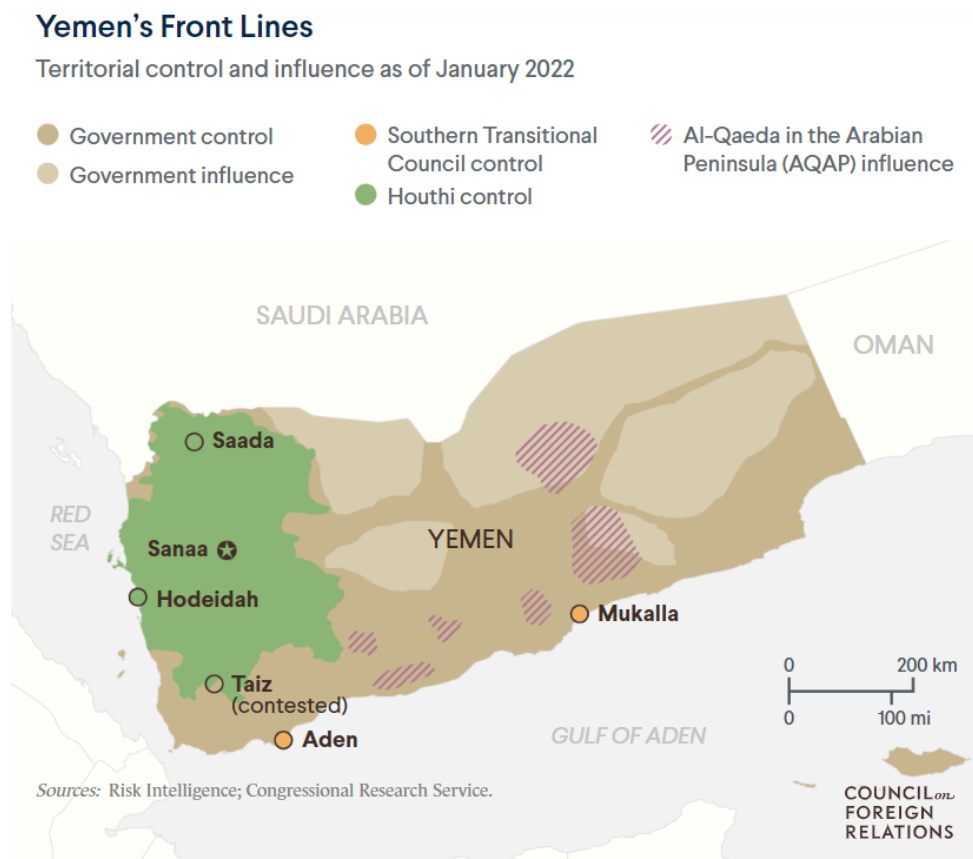 Yemen's Front Lines
Territorial control and influence as of January 2022
Government control
Government influence
Southern Transitional
Council control
Houthi control
Al-Qaeda in the Arabian
Peninsula (AQAP) influence
SAUDI ARABIA
OMAN
Saada
RED
SEA
Sanaa
YEMEN
Hodeidah
Mukalla
0
200 km
0
100 mi
Taiz
(contested)
Aden
GULF OF ADEN
Sources: Risk Intelligence; Congressional Research Service.
COUNCIL on
FOREIGN
RELATIONS